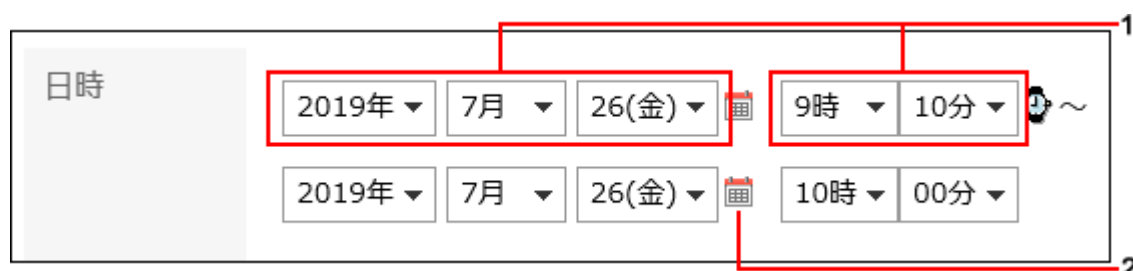 1
日時
2019年 7月 26(金) 9時 10分 ～
2019年 7月 26(金) 10時 00分
2